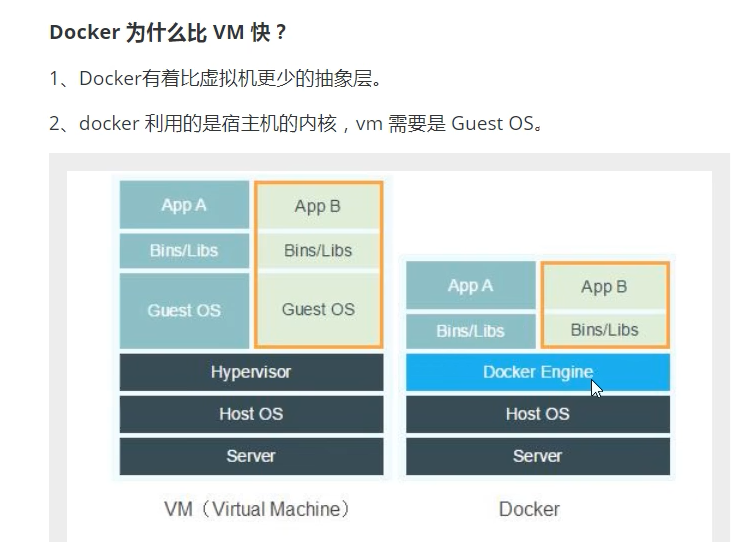 Docker 为什么比 VM 快？
1、Docker有着比虚拟机更少的抽象层。
2、docker 利用的是宿主机的内核，vm 需要是 Guest OS。
App A
App B
Bins/Libs
Bins/Libs
Guest OS
Guest OS
Hypervisor
Host OS
Server
VM（Virtual Machine）
App A
App B
Bins/Libs
Bins/Libs
Docker Engine
Host OS
Server
Docker